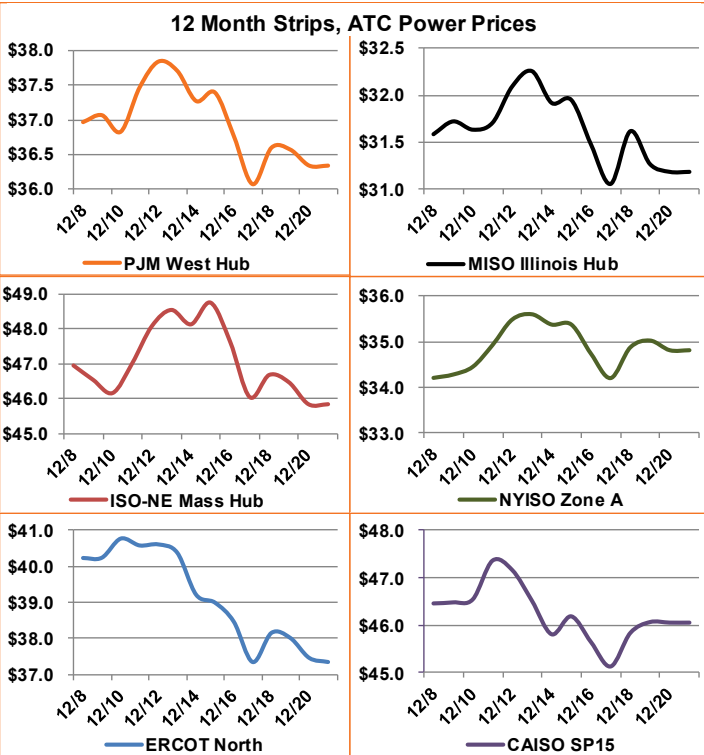 12 Month Strips, ATC Power Prices
$38.0
$37.5
$37.0
$36.5
$36.0
12/8 12/10 12/12 12/14 12/16 12/18 12/20
PJM West Hub
$32.5
$32.0
$31.5
$31.0
12/8 12/10 12/12 12/14 12/16 12/18 12/20
MISO Illinois Hub
$49.0
$48.0
$47.0
$46.0
$45.0
12/8 12/10 12/12 12/14 12/16 12/18 12/20
ISO-NE Mass Hub
$36.0
$35.0
$34.0
$33.0
12/8 12/10 12/12 12/14 12/16 12/18 12/20
NYISO Zone A
$41.0
$40.0
$39.0
$38.0
$37.0
12/8 12/10 12/12 12/14 12/16 12/18 12/20
ERCOT North
$48.0
$47.0
$46.0
$45.0
12/8 12/10 12/12 12/14 12/16 12/18 12/20
CAISO SP15